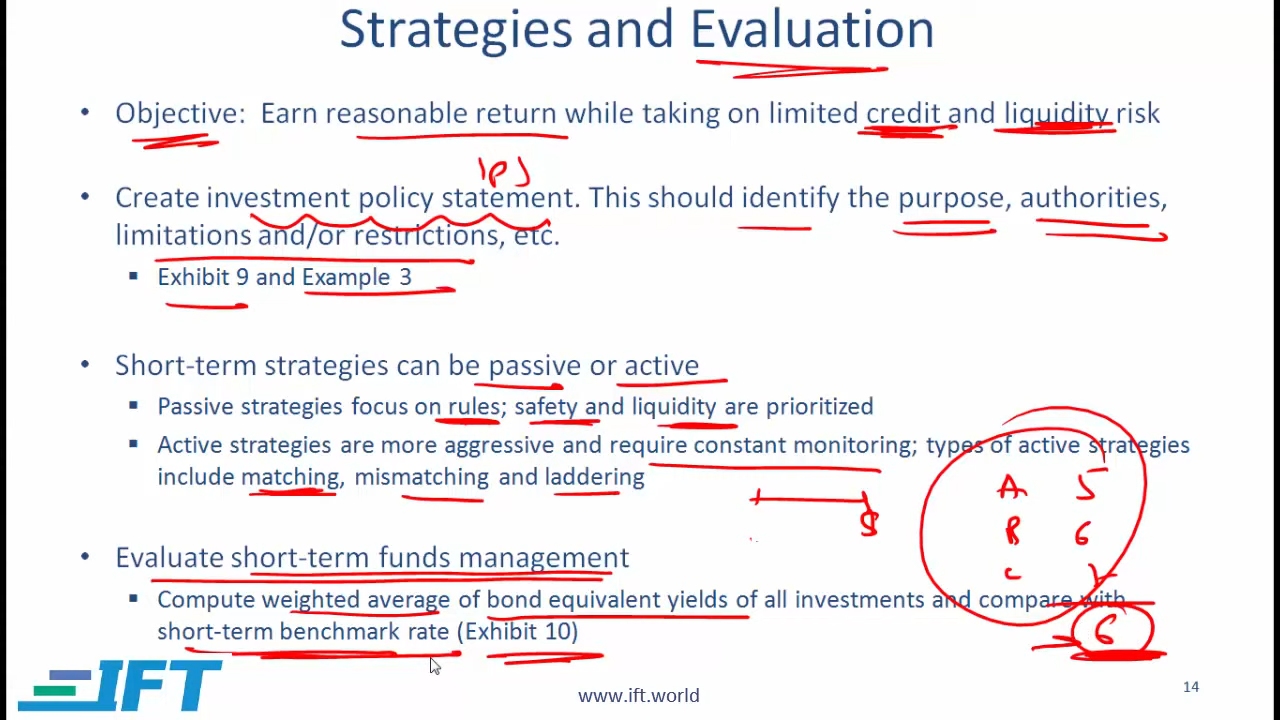 Strategies and Evaluation
• Objective: Earn reasonable return while taking on limited credit and liquidity risk
IPS
• Create investment policy statement. This should identify the purpose, authorities,
limitations and/or restrictions, etc.
▪ Exhibit 9 and Example 3
• Short-term strategies can be passive or active
▪ Passive strategies focus on rules; safety and liquidity are prioritized
▪ Active strategies are more aggressive and require constant monitoring; types of active strategies
include matching, mismatching and laddering
A 5
B 6
C
$
• Evaluate short-term funds management
▪ Compute weighted average of bond equivalent yields of all investments and compare with
short-term benchmark rate (Exhibit 10)
6
IFT
www.ift.world
14